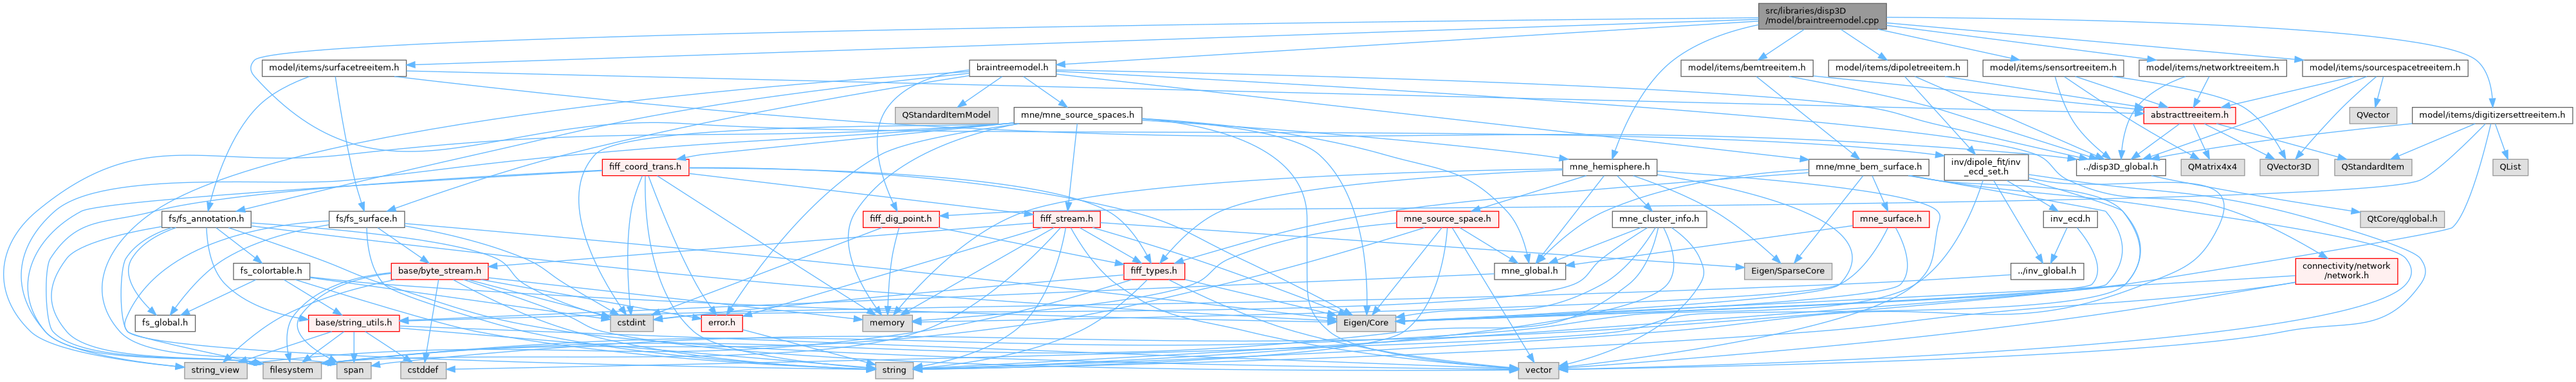 src/libraries/disp3D
/model/braintreemodel.cpp
model/items/surfacetreeitem.h
braintreemodel.h
model/items/bemtreeitem.h
model/items/dipoletreeitem.h
model/items/sensortreeitem.h
model/items/networktreeitem.h
model/items/sourcespacetreeitem.h
QStandardItemModel
mne/mne_source_spaces.h
abstracttreeitem.h
QVector
model/items/digitizersettreeitem.h
fiff_coord_trans.h
mne_hemisphere.h
mne/mne_bem_surface.h
inv/dipole_fit/inv
_ecd_set.h
../disp3D_global.h
QMatrix4x4
QVector3D
QStandardItem
QList
fs/fs_annotation.h
fs/fs_surface.h
fiff_dig_point.h
fiff_stream.h
mne_source_space.h
mne_cluster_info.h
mne_surface.h
inv_ecd.h
QtCore/qglobal.h
fs_colortable.h
base/byte_stream.h
fiff_types.h
mne_global.h
Eigen/SparseCore
../inv_global.h
connectivity/network
/network.h
fs_global.h
base/string_utils.h
cstdint
error.h
memory
Eigen/Core
string_view
filesystem
span
cstddef
string
vector